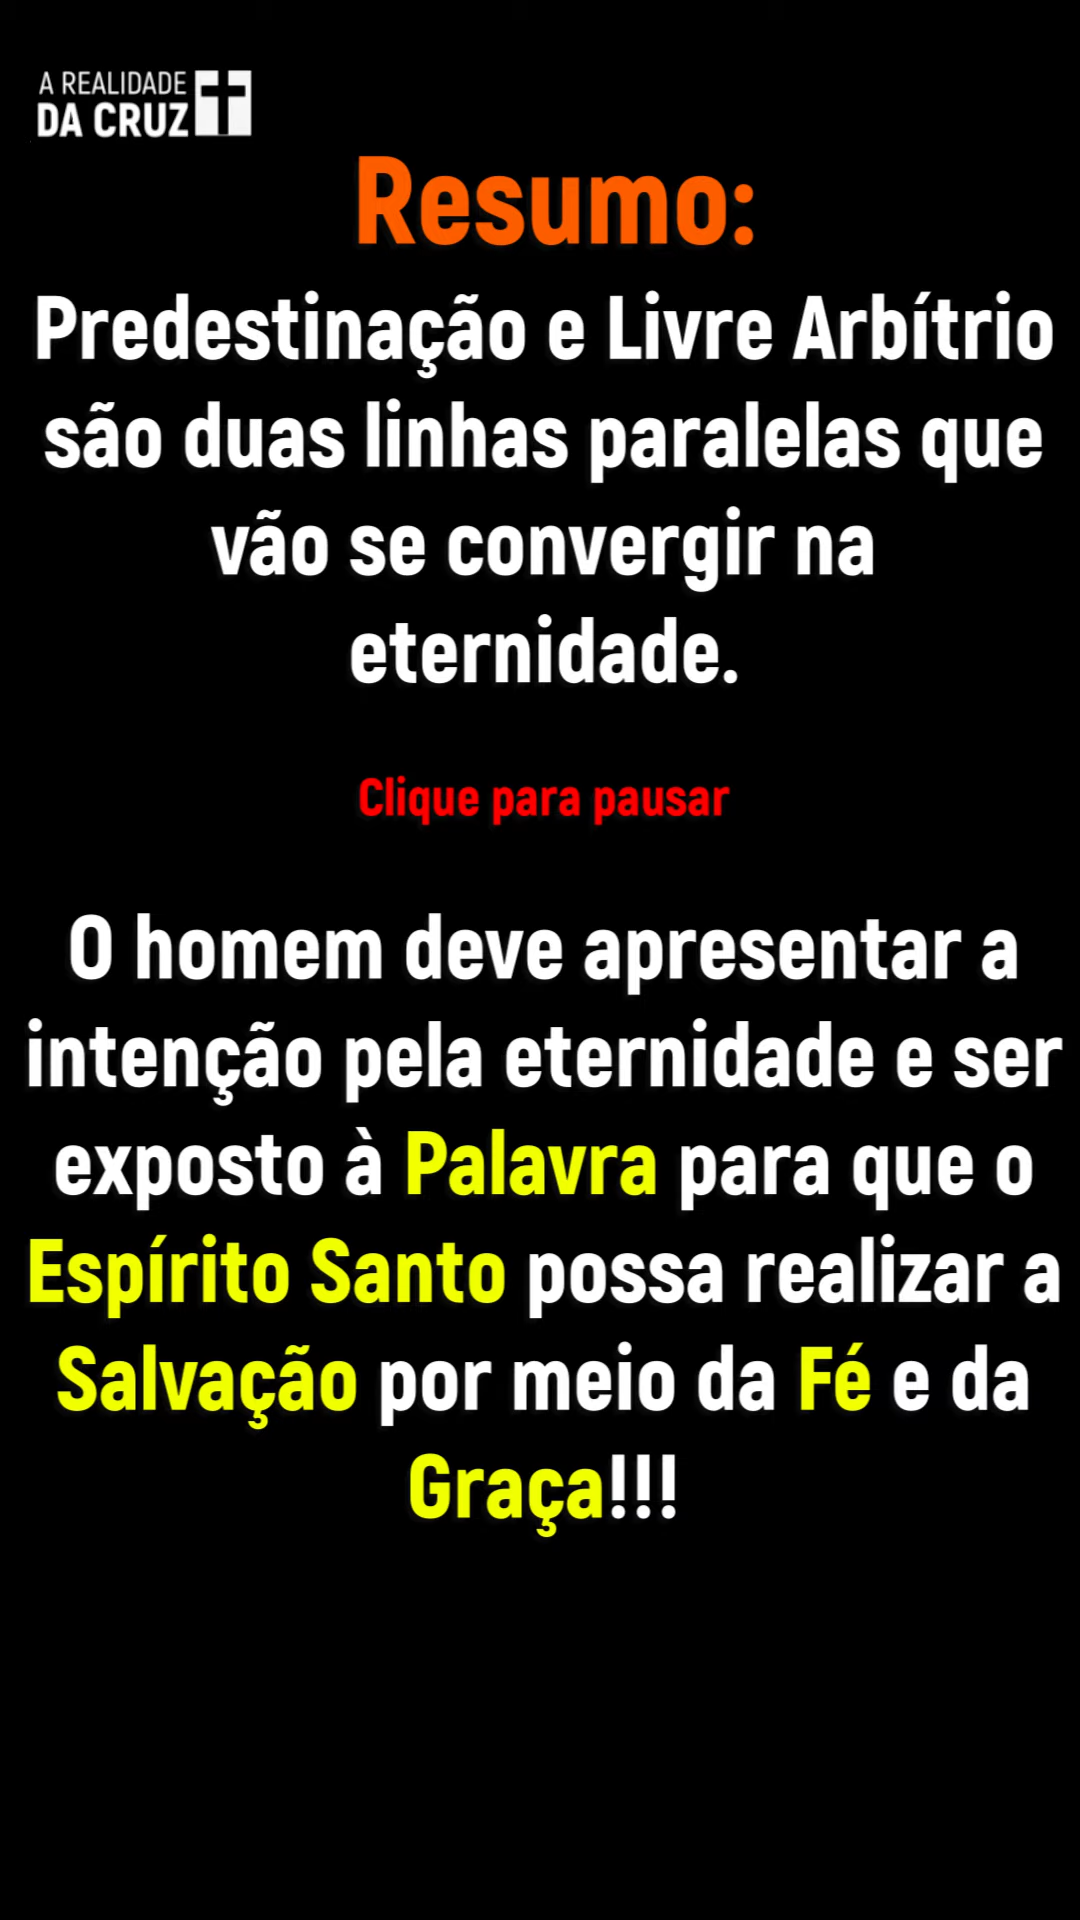 A REALIDADE
DA CRUZ
Resumo:
Predestinação e Livre Arbítrio
são duas linhas paralelas que
vão se convergir na
eternidade.
Clique para pausar
O homem deve apresentar a
intenção pela eternidade e ser
exposto à Palavra para que o
Espírito Santo possa realizar a
Salvação por meio da Fé e da
Graça!!!